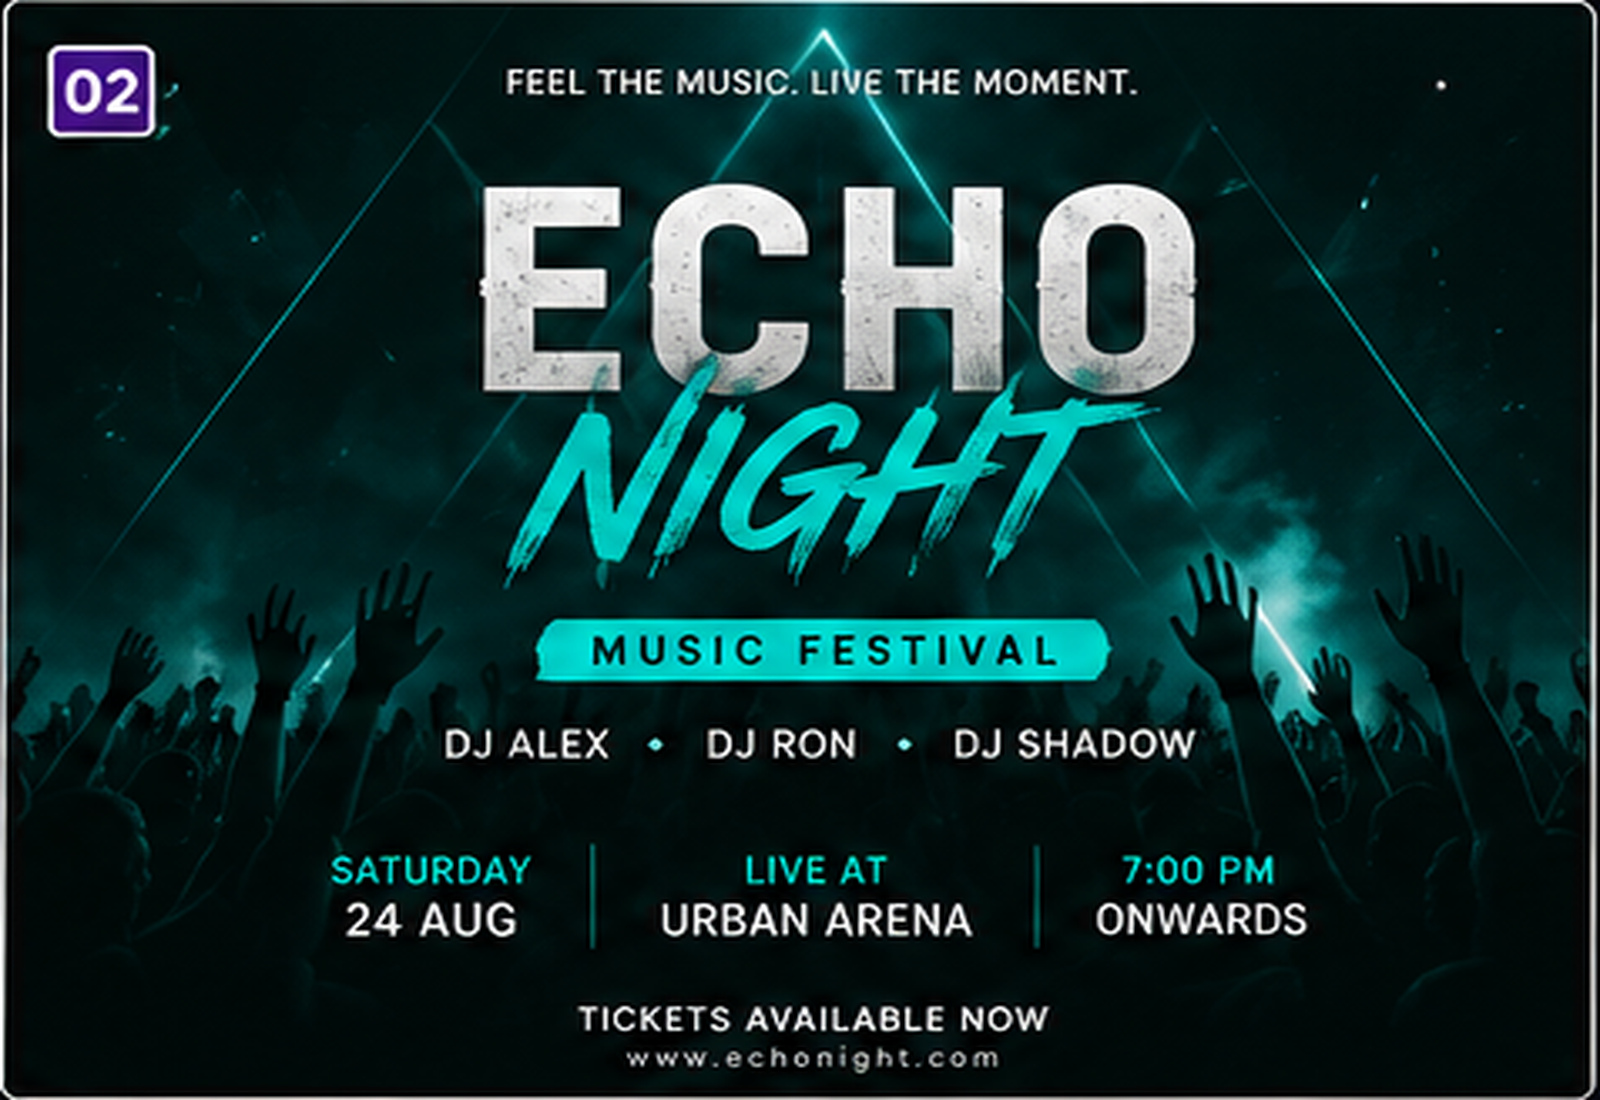 02
FEEL THE MUSIC. LIVE THE MOMENT.
ECHO
NIGHT
MUSIC FESTIVAL
DJ ALEX • DJ RON • DJ SHADOW
SATURDAY
24 AUG
LIVE AT
URBAN ARENA
7:00 PM
ONWARDS
TICKETS AVAILABLE NOW
www.echonight.com